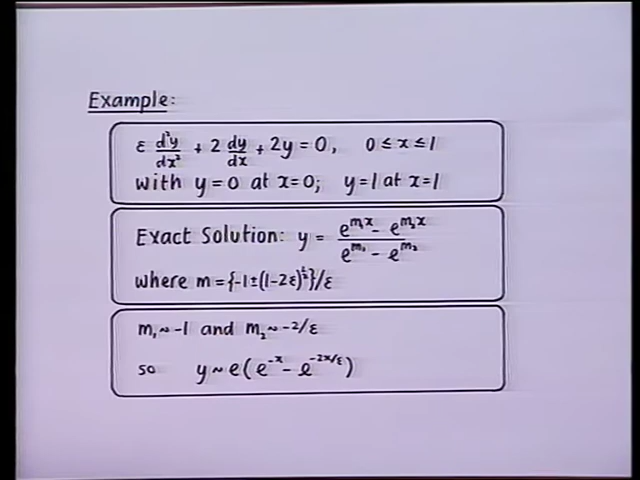 Example:
ε d²y/dx² + 2 dy/dx + 2y = 0, 0 ≤ x ≤ 1
with y = 0 at x = 0; y = 1 at x = 1
Exact Solution: y = (e^{m₁x} - e^{m₂x}) / (e^{m₁} - e^{m₂})
where m = {-1 ± (1-2ε)^{1/2}}/ε
m₁ ~ -1 and m₂ ~ -2/ε
so y ~ e(e^{-x} - e^{-2x/ε})